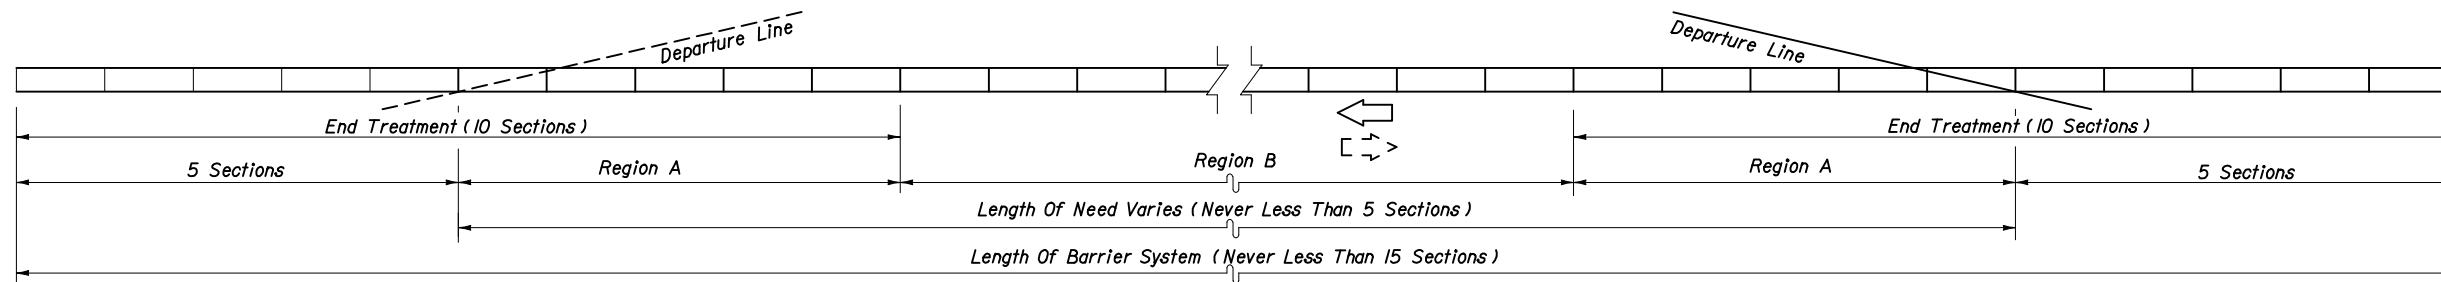 Departure Line
Departure Line
End Treatment (10 Sections)
End Treatment (10 Sections)
5 Sections
Region A
Region B
Region A
5 Sections
Length Of Need Varies (Never Less Than 5 Sections)
Length Of Barrier System (Never Less Than 15 Sections)